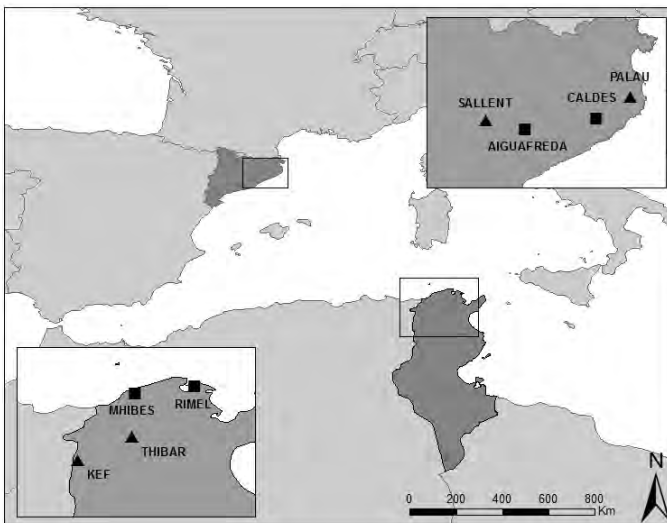 PALAU
CALDES
SALLENT
AIGUAFREDA
MHIBES
RIMEL
THIBAR
KEF
N
0 200 400 600 800
Km